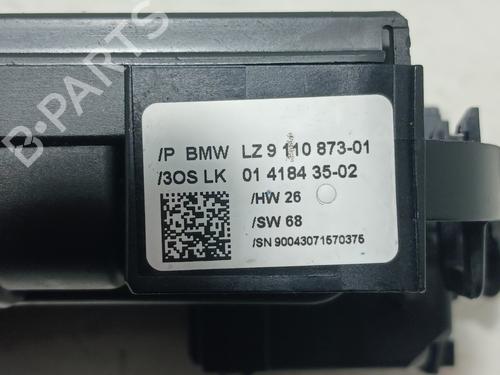 /P BMW LZ 9 110 873-01
/3OS LK 01 4184 35-02
/HW 26
/SW 68
/SN 90043071570375
B-PARTS